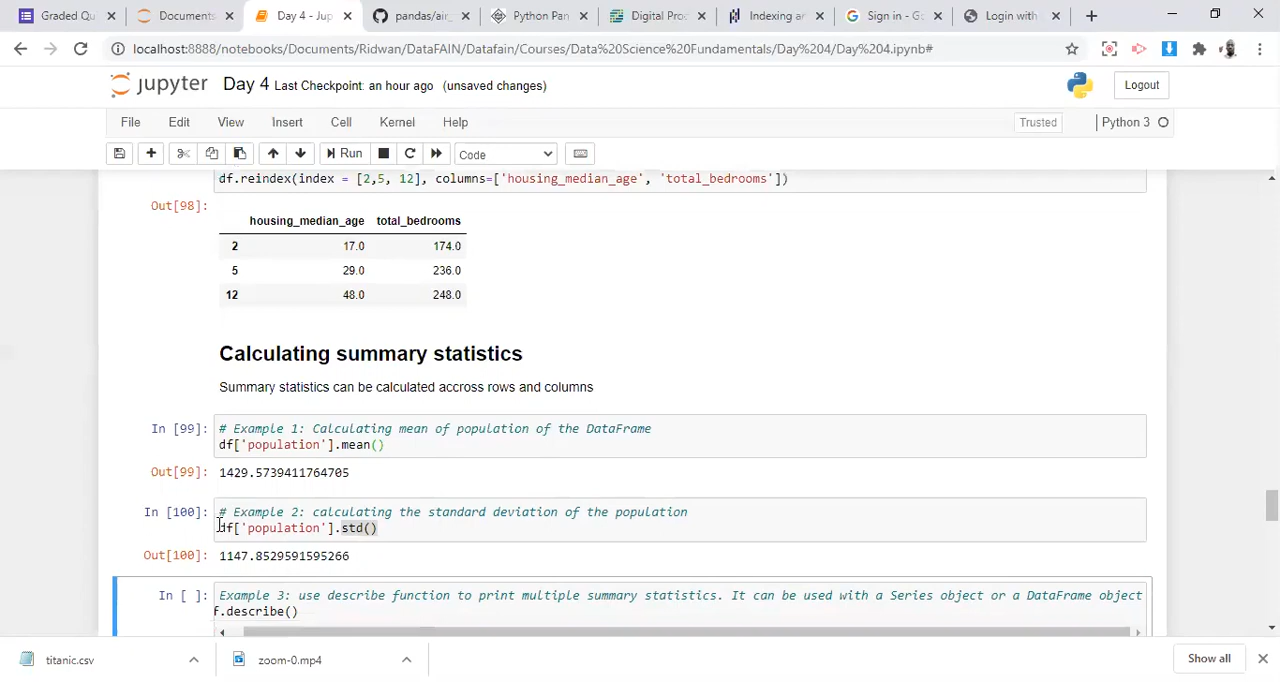 Graded Qu
Documents
Day 4 - Jup
pandas/air_
Python Pan
Digital Prod
Indexing an
Sign in - Go
Login with
localhost:8888/notebooks/Documents/Ridwan/DataFAIN/Datafain/Courses/Data%20Science%20Fundamentals/Day%204/Day%204.ipynb#
jupyter Day 4 Last Checkpoint: an hour ago (unsaved changes)
Logout
File Edit View Insert Cell Kernel Help
Trusted
Python 3
Run
Code
df.reindex(index = [2,5, 12], columns=['housing_median_age', 'total_bedrooms'])
Out[98]:
housing_median_age total_bedrooms
2 17.0 174.0
5 29.0 236.0
12 48.0 248.0
Calculating summary statistics
Summary statistics can be calculated accross rows and columns
In [99]: # Example 1: Calculating mean of population of the DataFrame
df['population'].mean()
Out[99]: 1429.5739411764705
In [100]: # Example 2: calculating the standard deviation of the population
df['population'].std()
Out[100]: 1147.8529591595266
In [ ]: Example 3: use describe function to print multiple summary statistics. It can be used with a Series object or a DataFrame object
f.describe()
titanic.csv
zoom-0.mp4
Show all